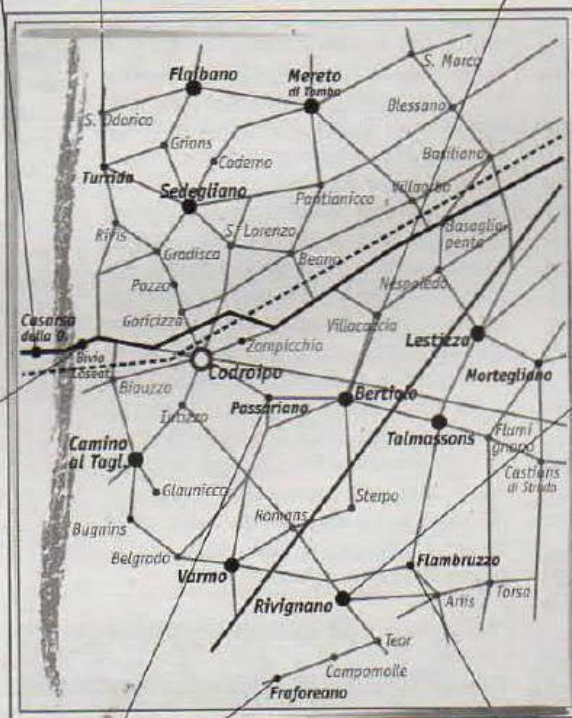 S. Marco
Flaibano
Mereto
di Tomba
Blessano
S. Odorico
Grions
Coderno
Basiliano
Turrida
Sedegliano
Pantianicco
Villaorba
Rivis
S. Lorenzo
Basaglia-
penta
Gradisca
Beano
Nespoledo
Pozzo
Goricizza
Villacaccia
Casarsa
della D.
Zompicchia
Lestizza
Bivio
Coseat
Codroipo
Mortegliano
Biauzzo
Passariano
Bertiolo
Iutizzo
Talmassons
Flumi
gnano
Camino
al Tagl.
Castions
di Strada
Glaunicco
Sterpo
Romans
Bugnins
Belgrado
Flambruzzo
Varmo
Rivignano
Ariis
Torsa
Teor
Campomolle
Fraforeano